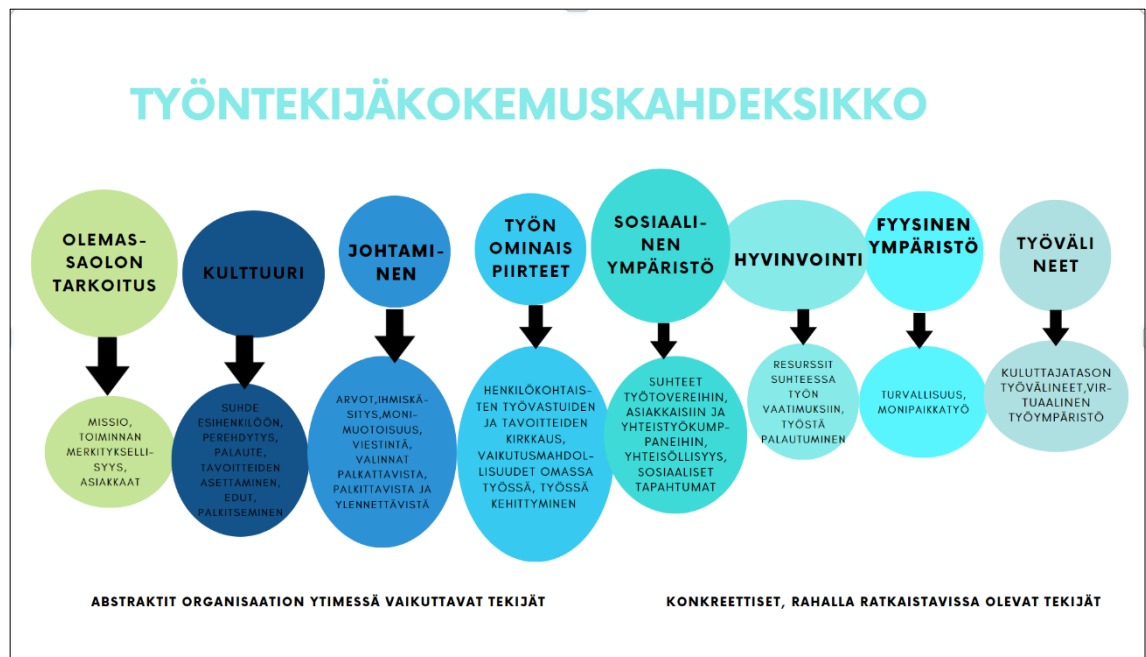 TYÖNTEKIJÄKOKEMUSKAHDEKSIKKO
OLEMAS-
SAOLON
TARKOITUS
KULTTUURI
JOHTAMI-
NEN
TYÖN
OMINAIS
PIIRTEET
SOSIAALI-
NEN
YMPÄRISTÖ
HYVINVOINTI
FYYSINEN
YMPÄRISTÖ
TYÖVÄLI
NEET
MISSIO,
TOIMINNAN
MERKITYKSELLI-
SYYS,
ASIAKKAAT
SUHDE
ESIHENKILÖÖN,
PEREHDYTYS,
PALAUTE,
TAVOITTEIDEN
ASETTAMINEN,
EDUT,
PALKITSEMINEN
ARVOT,IHMISKÄ-
SITYS,MONI-
MUOTOISUUS,
VIESTINTÄ,
VALINNAT
PALKATTAVISTA,
PALKITTAVISTA JA
YLENNETTÄVISTÄ
HENKILÖKOHTAIS-
TEN TYÖVASTUIDEN
JA TAVOITTEIDEN
KIRKKAUS,
VAIKUTUSMAHDOL-
LISUUDET OMASSA
TYÖSSÄ, TYÖSSÄ
KEHITTYMINEN
SUHTEET
TYÖTOVEREIHIN,
ASIAKKAISIIN JA
YHTEISTYÖKUMP-
PANEIHIN,
YHTEISÖLLISYYS,
SOSIAALISET
TAPAHTUMAT
RESURSSIT
SUHTEESSA
TYÖN
VAATIMUKSIIN,
TYÖSTÄ
PALAUTUMINEN
TURVALLISUUS,
MONIPAIKKATYÖ
KULUTTAJATASON
TYÖVÄLINEET,VIR-
TUAALINEN
TYÖYMPÄRISTÖ
ABSTRAKTIT ORGANISAATION YTIMESSÄ VAIKUTTAVAT TEKIJÄT
KONKREETTISET, RAHALLA RATKAISTAVISSA OLEVAT TEKIJÄT